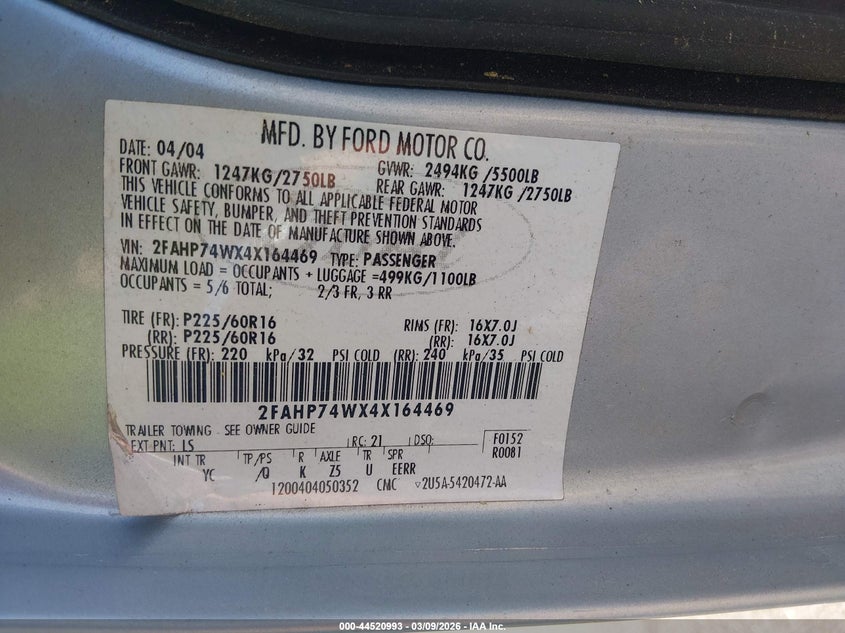 MFD. BY FORD MOTOR CO.
DATE: 04/04 GVWR: 2494KG /5500LB
FRONT GAWR: 1247KG/2750LB REAR GAWR: 1247KG /2750LB
THIS VEHICLE CONFORMS TO ALL APPLICABLE FEDERAL MOTOR
VEHICLE SAFETY, BUMPER, AND THEFT PREVENTION STANDARDS
IN EFFECT ON THE DATE OF MANUFACTURE SHOWN ABOVE.
VIN: 2FAHP74WX4X164469 TYPE: PASSENGER
MAXIMUM LOAD = OCCUPANTS + LUGGAGE =499KG/1100LB
OCCUPANTS = 5/6 TOTAL; 2/3 FR, 3 RR
TIRE (FR): P225/60R16 RIMS (FR): 16X7.0J
(RR): P225/60R16 (RR): 16X7.0J
PRESSURE (FR): 220 kPa/32 PSI COLD (RR): 240 kPa/35 PSI COLD
2FAHP74WX4X164469
TRAILER TOWING - SEE OWNER GUIDE
EXT PNT: LS RC: 21 DSO: F0152
INT TR TP/PS R AXLE TR SPR R0081
YC /Q K Z5 U EERR
1200404050352 CMC ▽2U5A-5420472-AA
000-44520993 — 03/09/2026 — IAA Inc.